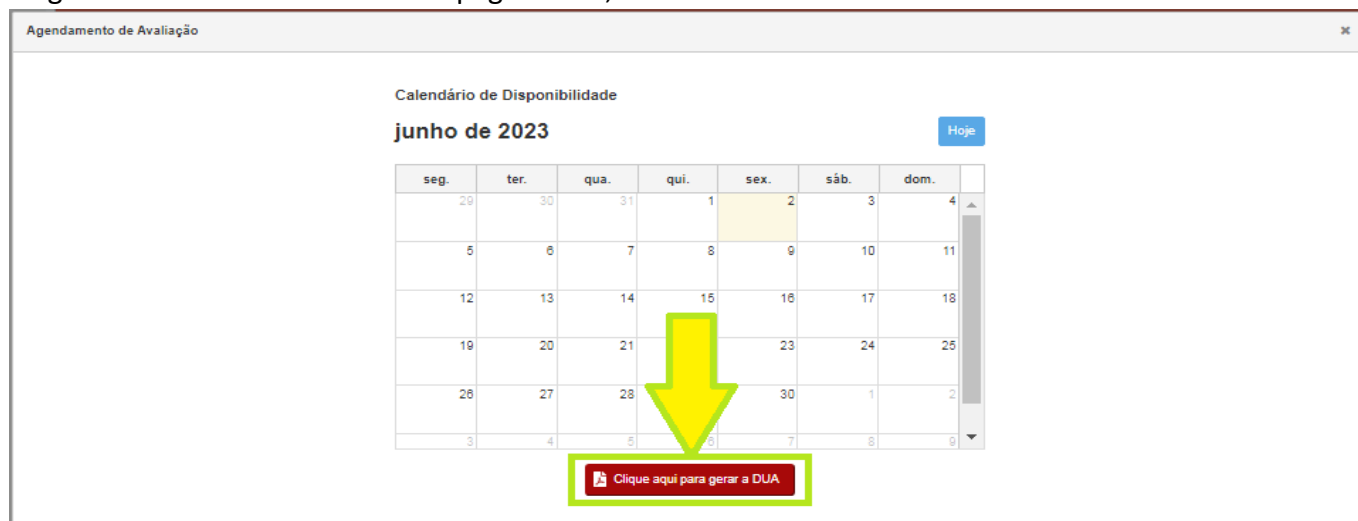 Agendamento de Avaliação ×
Calendário de Disponibilidade
junho de 2023 Hoje
seg. ter. qua. qui. sex. sáb. dom.
29 30 31 1 2 3 4
5 6 7 8 9 10 11
12 13 14 15 16 17 18
19 20 21 23 24 25
26 27 28 30 1 2
3 4 5 6 7 8 9
Clique aqui para gerar a DUA